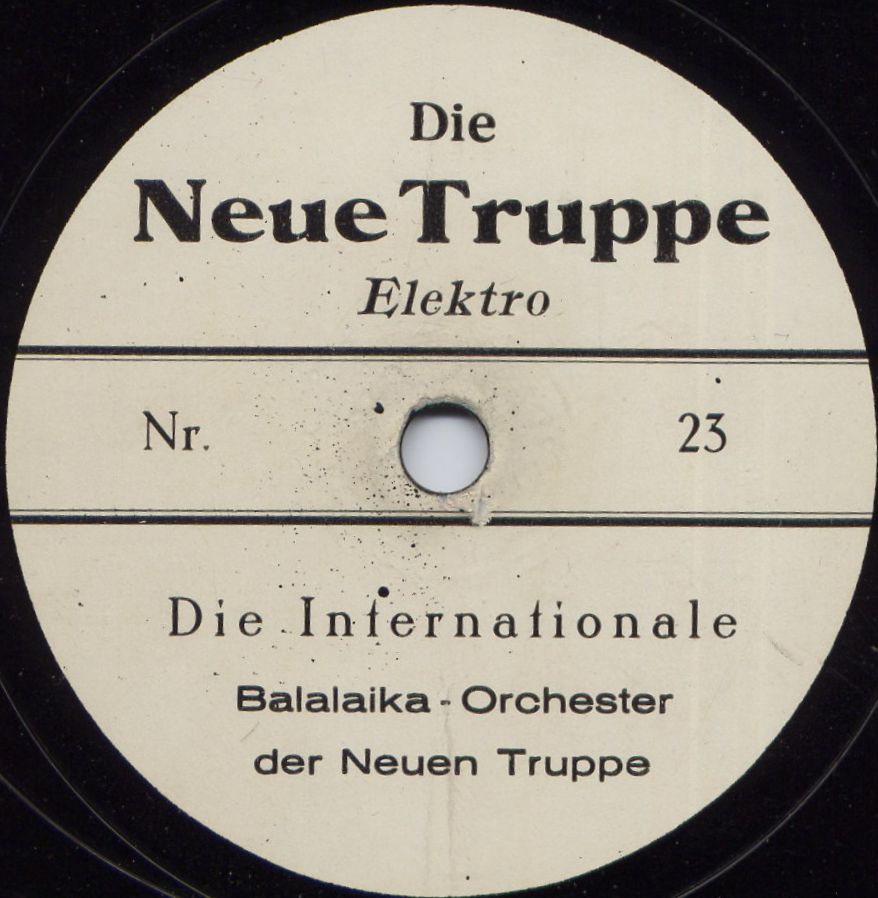 Die
Neue Truppe
Elektro
Nr. 23
Die Internationale
Balalaika - Orchester
der Neuen Truppe